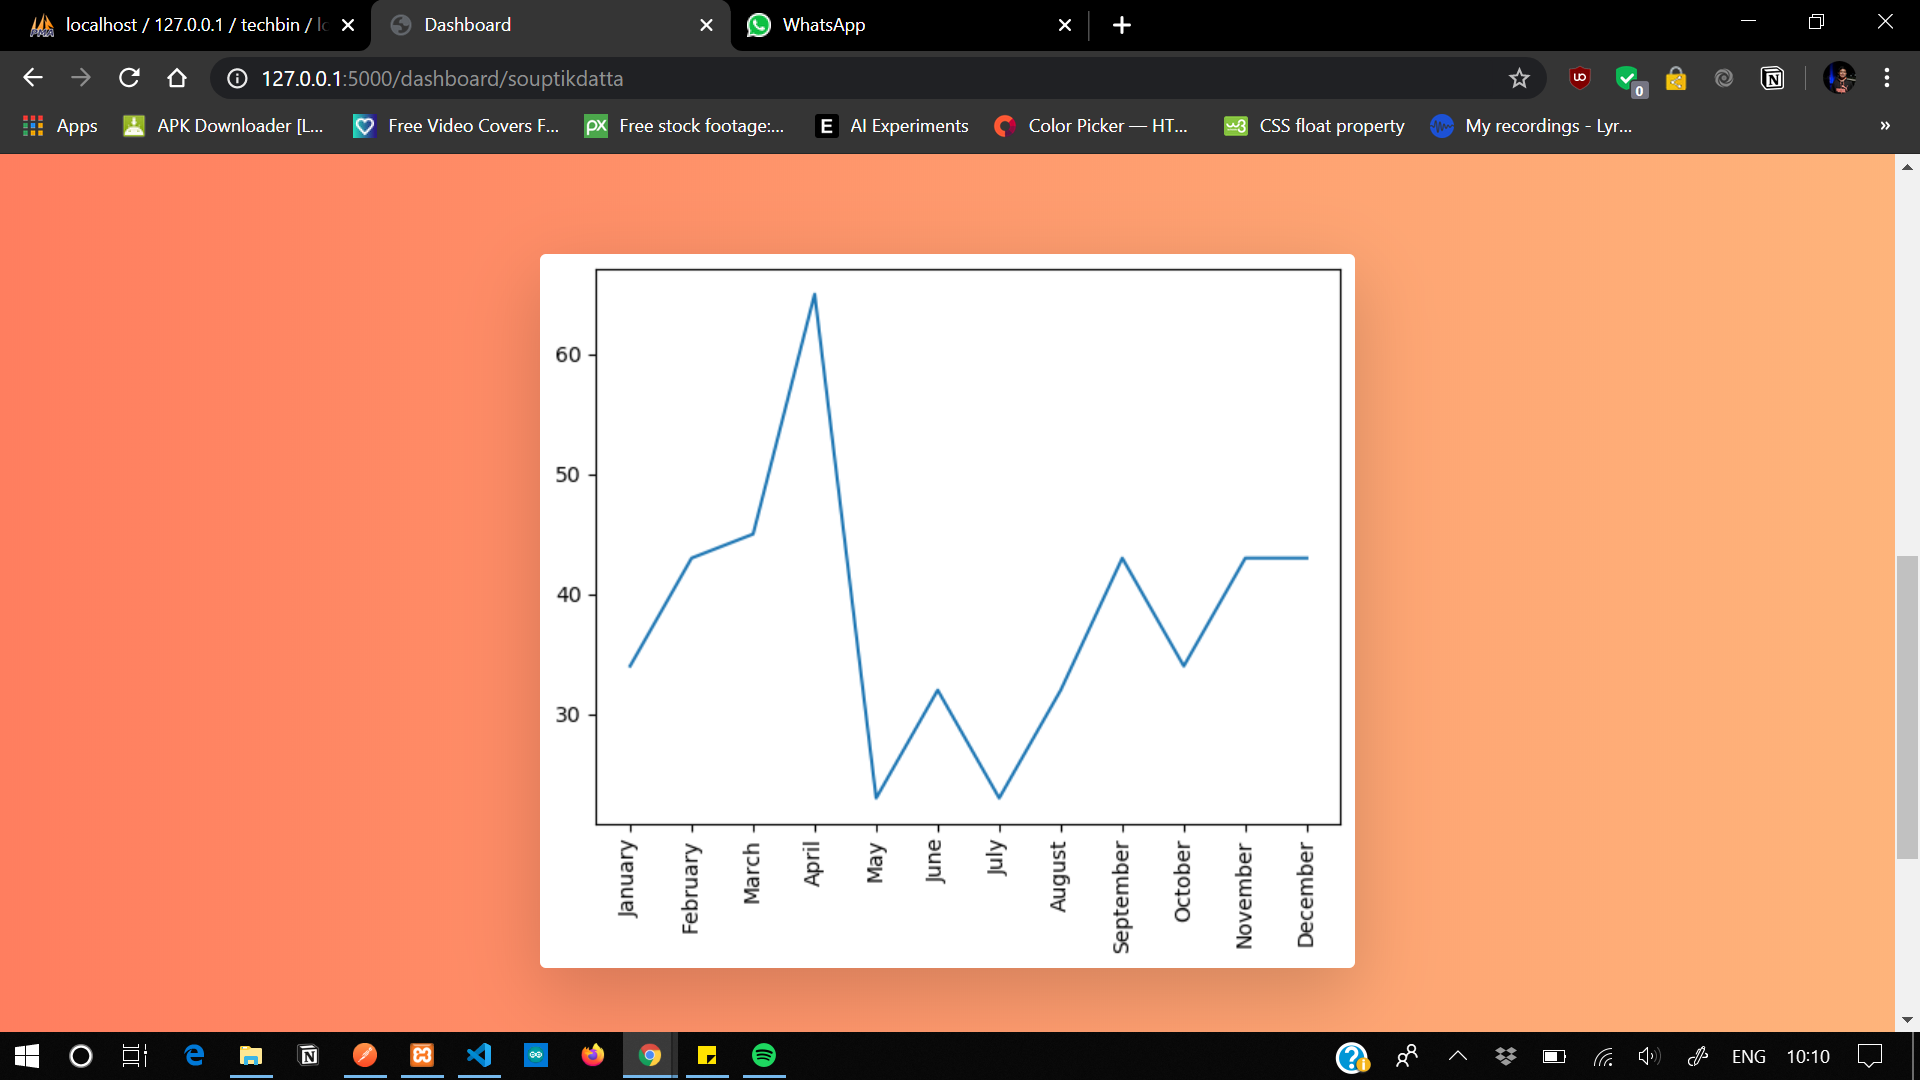 localhost / 127.0.0.1 / techbin / lo
Dashboard
WhatsApp
127.0.0.1:5000/dashboard/souptikdatta
0
Apps
APK Downloader [L...
Free Video Covers F...
Free stock footage:...
AI Experiments
Color Picker — HT...
CSS float property
My recordings - Lyr...
»
60
50
40
30
January
February
March
April
May
June
July
August
September
October
November
December
ENG
10:10